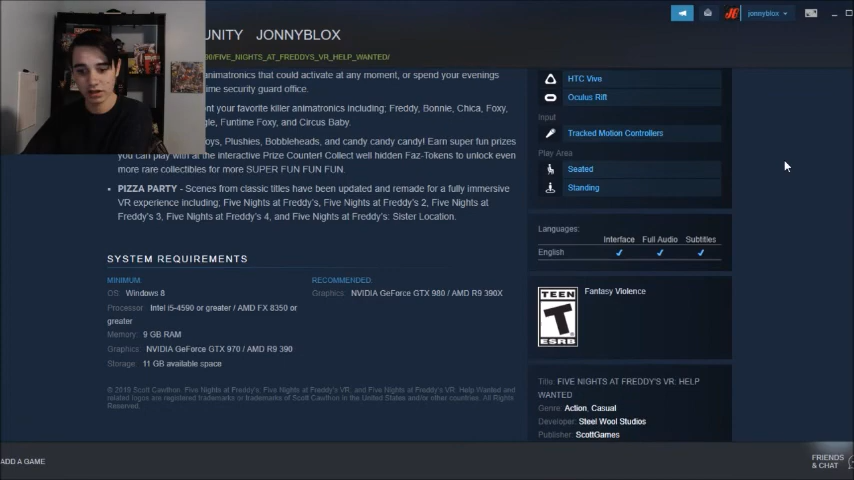 UNITY JONNYBLOX
jonnyblox
90/FIVE_NIGHTS_AT_FREDDYS_VR_HELP_WANTED/
animatronics that could activate at any moment, or spend your evenings
me security guard office.
ont your favorite killer animatronics including; Freddy, Bonnie, Chica, Foxy,
gle, Funtime Foxy, and Circus Baby.
oys, Plushies, Bobbleheads, and candy candy candy! Earn super fun prizes
you can play with at the interactive Prize Counter! Collect well hidden Faz-Tokens to unlock even
more rare collectibles for more SUPER FUN FUN FUN.
• PIZZA PARTY - Scenes from classic titles have been updated and remade for a fully immersive
VR experience including; Five Nights at Freddy's, Five Nights at Freddy's 2, Five Nights at
Freddy's 3, Five Nights at Freddy's 4, and Five Nights at Freddy's: Sister Location.
SYSTEM REQUIREMENTS
MINIMUM:
OS: Windows 8
Processor: Intel i5-4590 or greater / AMD FX 8350 or
greater
Memory: 9 GB RAM
Graphics: NVIDIA GeForce GTX 970 / AMD R9 390
Storage: 11 GB available space
RECOMMENDED:
Graphics: NVIDIA GeForce GTX 980 / AMD R9 390X
© 2019 Scott Cawthon. Five Nights at Freddy's, Five Nights at Freddy's VR, and Five Nights at Freddy's VR: Help Wanted and
related logos are registered trademarks or trademarks of Scott Cawthon in the United States and/or other countries. All Rights
Reserved.
HTC Vive
Oculus Rift
Input
Tracked Motion Controllers
Play Area
Seated
Standing
Languages:
Interface Full Audio Subtitles
English ✓ ✓ ✓
TEEN
T
ESRB
Fantasy Violence
Title: FIVE NIGHTS AT FREDDY'S VR: HELP
WANTED
Genre: Action, Casual
Developer: Steel Wool Studios
Publisher: ScottGames
ADD A GAME
FRIENDS
& CHAT